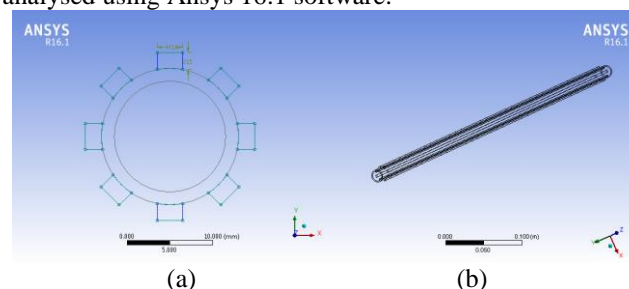 analysed using Ansys 16.1 software.
ANSYS
R16.1
ANSYS
R16.1
Y
X
0.000
10.000 (mm)
5.000
Y
Z
X
0.000
0.100 (m)
0.050
(a)
(b)